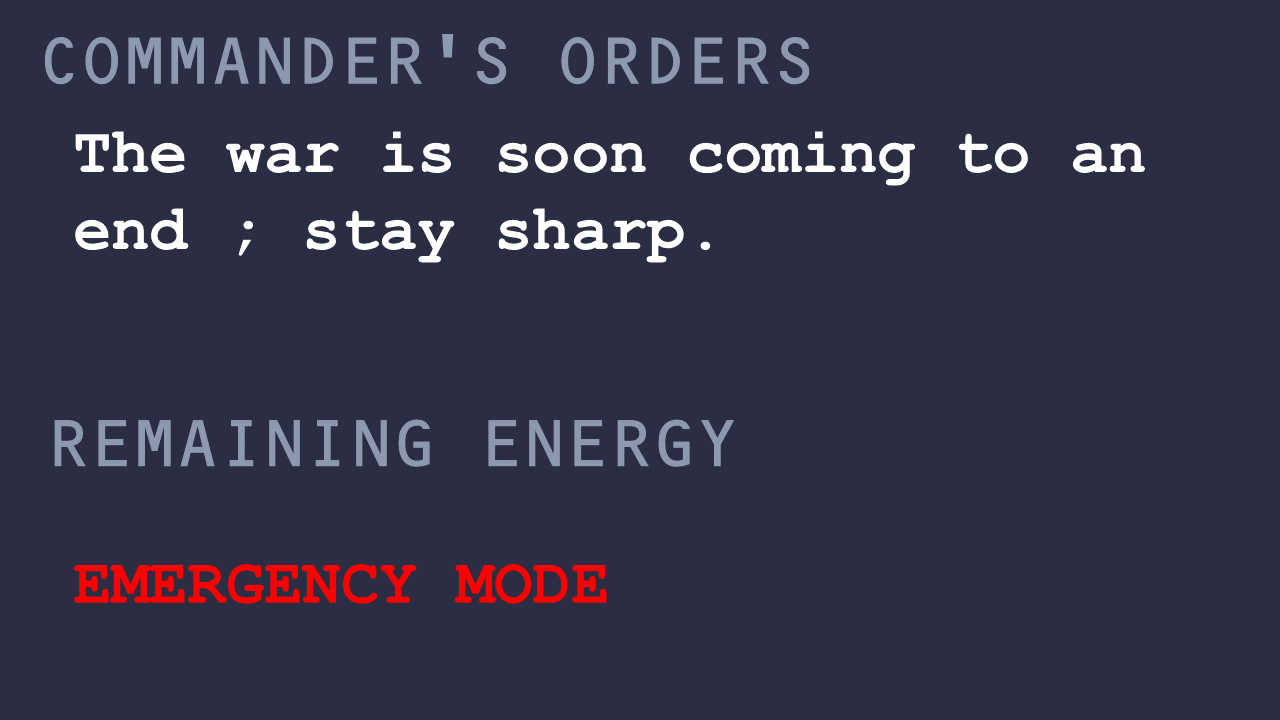 COMMANDER'S ORDERS
The war is soon coming to an
end ; stay sharp.
REMAINING ENERGY
EMERGENCY MODE